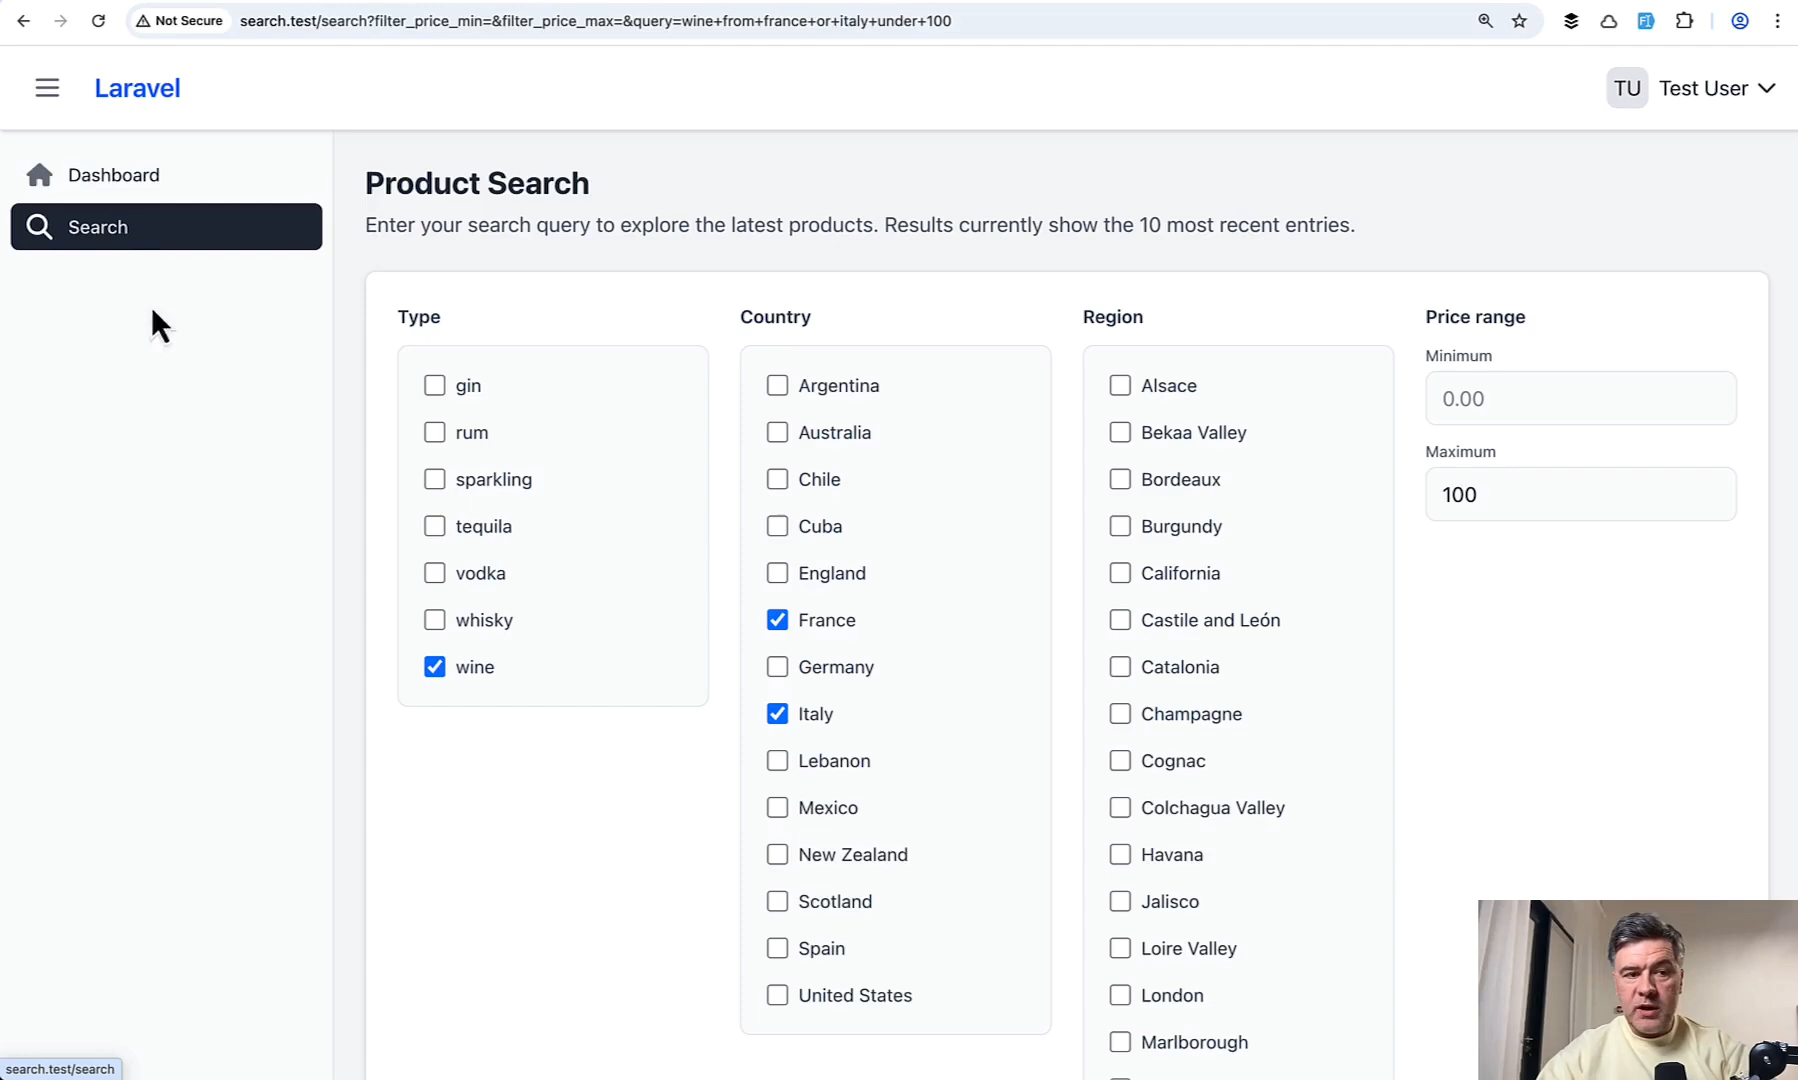 Not Secure
search.test/search?filter_price_min=&filter_price_max=&query=wine+from+france+or+italy+under+100
Laravel
TU Test User
Dashboard
Search
Product Search
Enter your search query to explore the latest products. Results currently show the 10 most recent entries.
Type
gin
rum
sparkling
tequila
vodka
whisky
wine
Country
Argentina
Australia
Chile
Cuba
England
France
Germany
Italy
Lebanon
Mexico
New Zealand
Scotland
Spain
United States
Region
Alsace
Bekaa Valley
Bordeaux
Burgundy
California
Castile and León
Catalonia
Champagne
Cognac
Colchagua Valley
Havana
Jalisco
Loire Valley
London
Marlborough
Price range
Minimum
0.00
Maximum
100
search.test/search